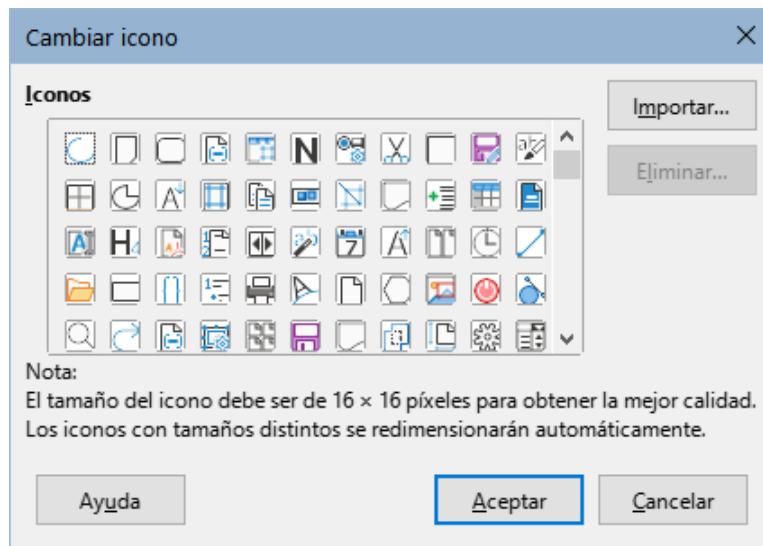 Cambiar icono
Iconos
Importar...
Eliminar...
Nota:
El tamaño del icono debe ser de 16 × 16 píxeles para obtener la mejor calidad.
Los iconos con tamaños distintos se redimensionarán automáticamente.
Ayuda
Aceptar
Cancelar